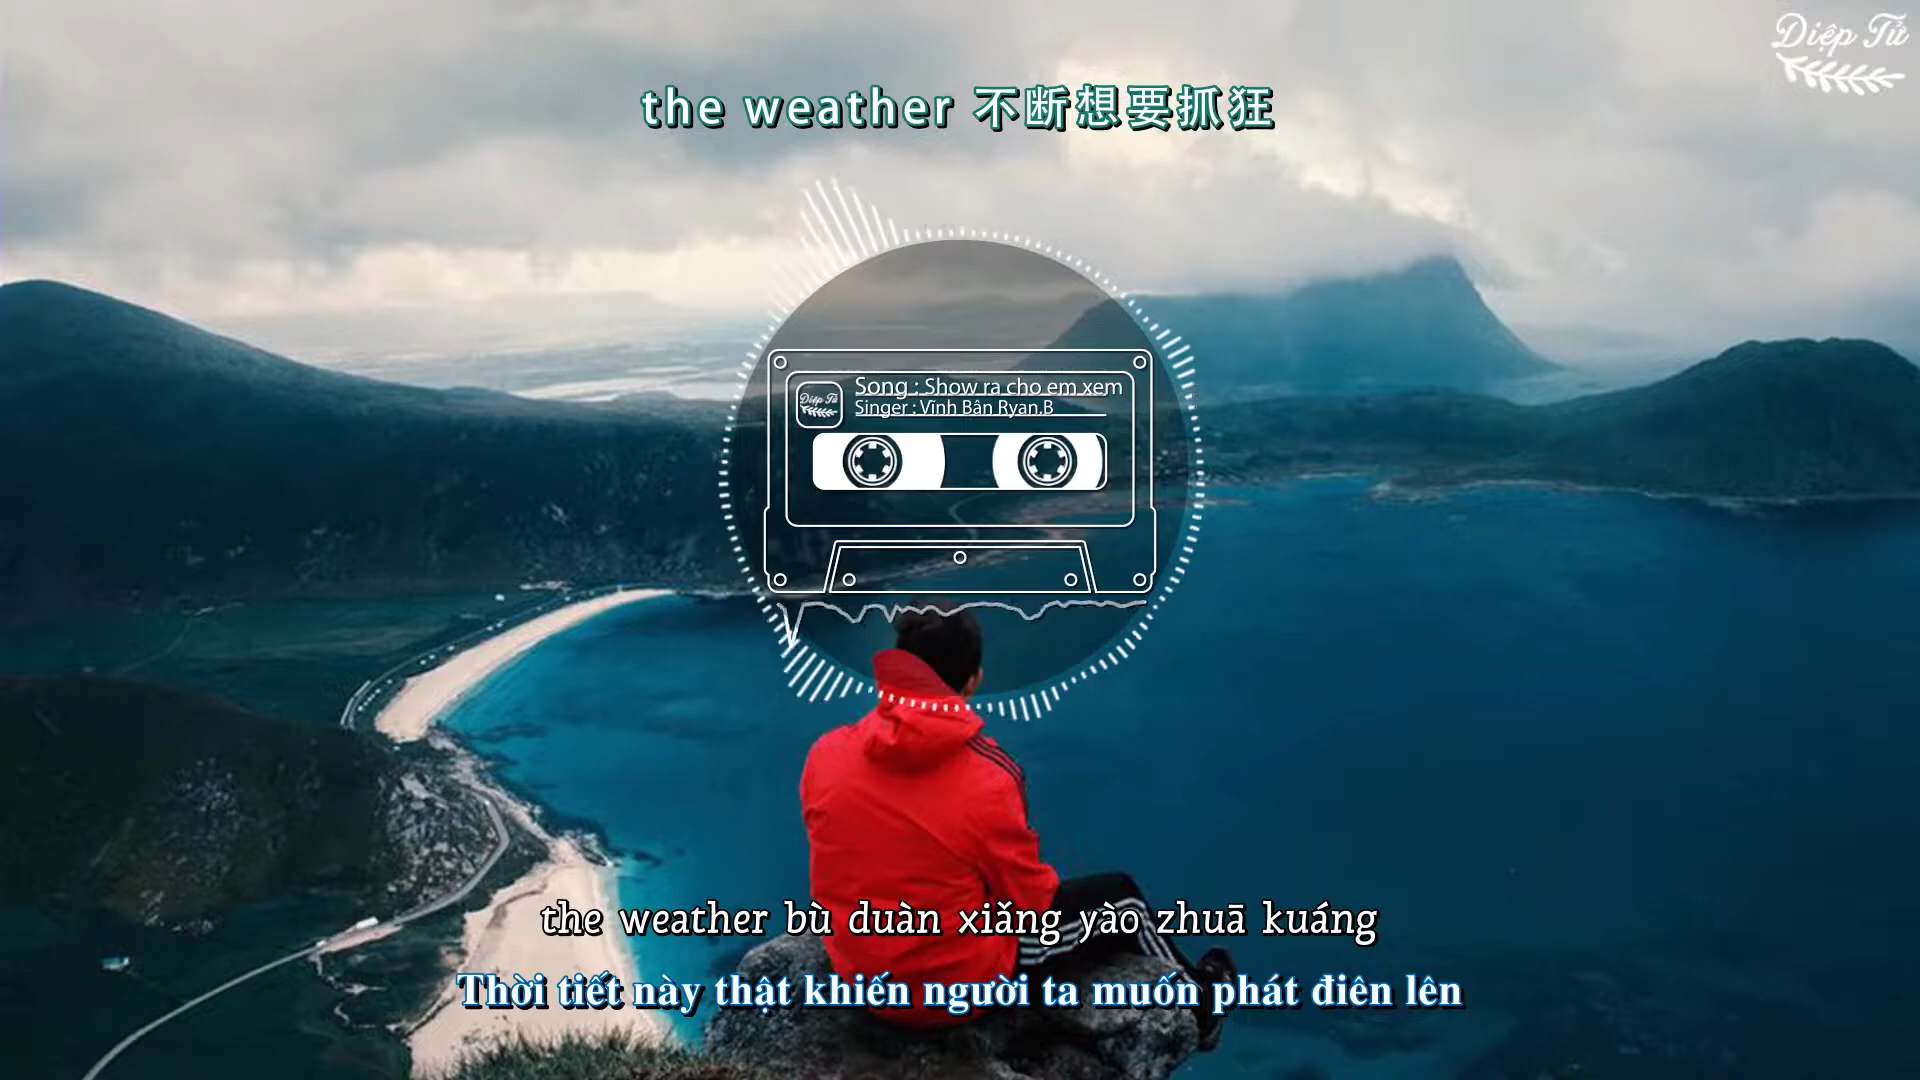 Diệp Tử
the weather 不断想要抓狂
Song : Show ra cho em xem
Diệp Tử
Singer : Vĩnh Bân Ryan.B
the weather bù duàn xiǎng yào zhuā kuáng
Thời tiết này thật khiến người ta muốn phát điên lên